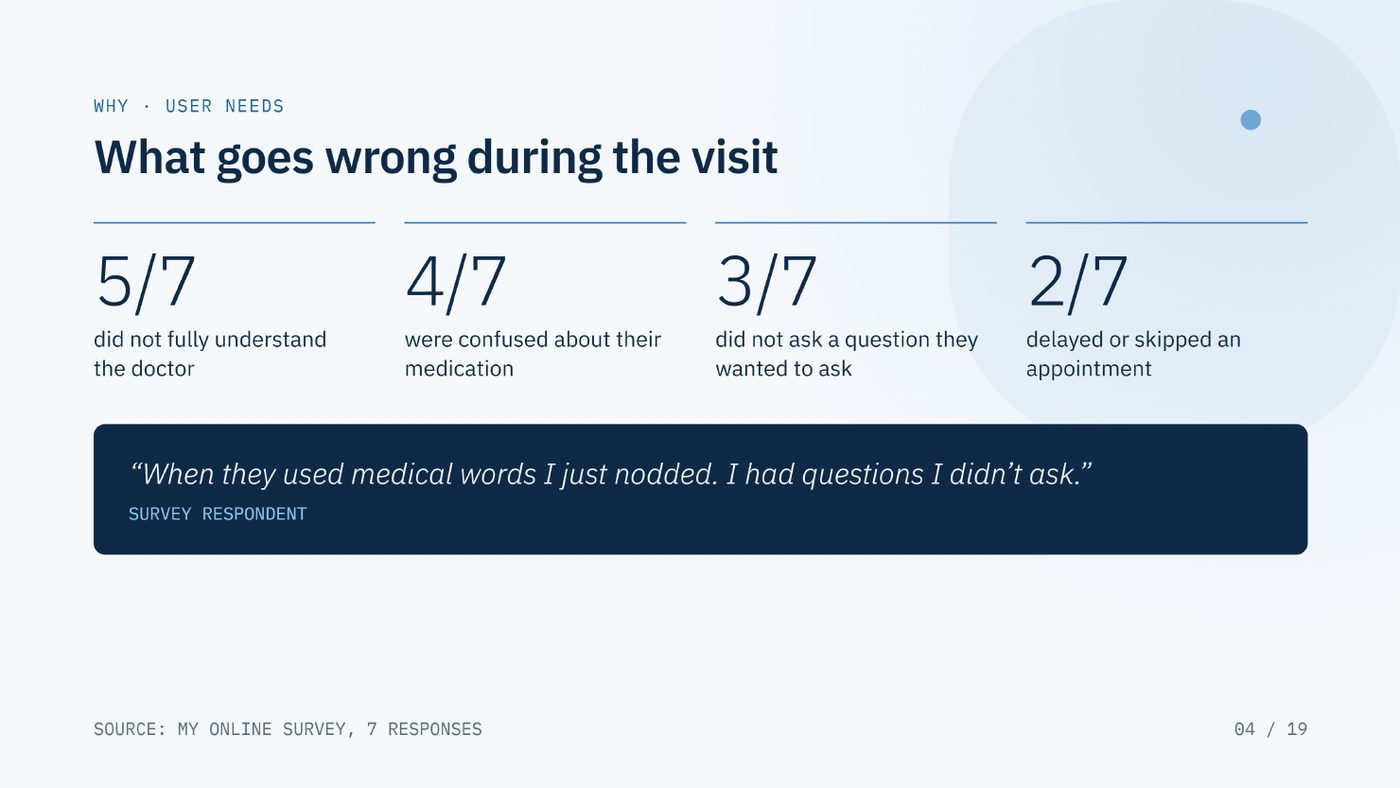 WHY · USER NEEDS
What goes wrong during the visit
5/7
did not fully understand
the doctor
4/7
were confused about their
medication
3/7
did not ask a question they
wanted to ask
2/7
delayed or skipped an
appointment
“When they used medical words I just nodded. I had questions I didn’t ask.”
SURVEY RESPONDENT
SOURCE: MY ONLINE SURVEY, 7 RESPONSES
04 / 19